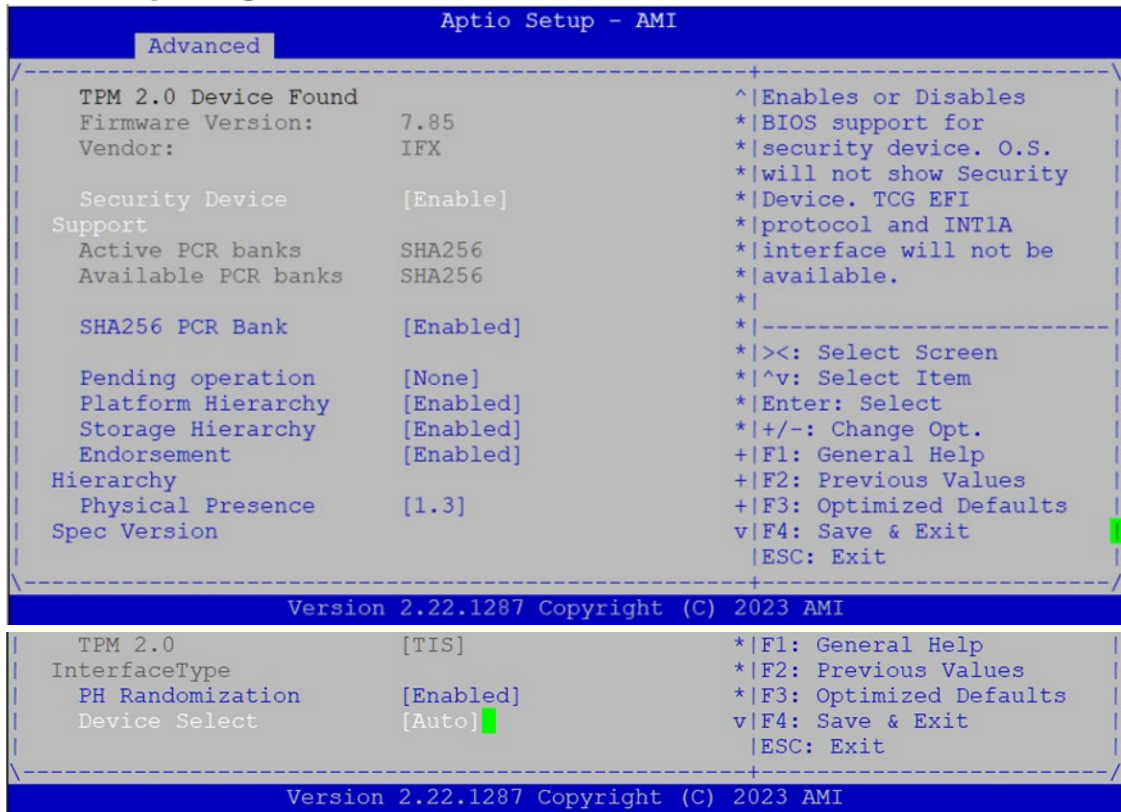 Aptio Setup - AMI
Advanced
/----------------------------------------------------+-------------------------\
| TPM 2.0 Device Found ^|Enables or Disables |
| Firmware Version: 7.85 *|BIOS support for |
| Vendor: IFX *|security device. O.S. |
| *|will not show Security |
| Security Device [Enable] *|Device. TCG EFI |
| Support *|protocol and INT1A |
| Active PCR banks SHA256 *|interface will not be |
| Available PCR banks SHA256 *|available. |
| *| |
| SHA256 PCR Bank [Enabled] *|-------------------------|
| *|><: Select Screen |
| Pending operation [None] *|^v: Select Item |
| Platform Hierarchy [Enabled] *|Enter: Select |
| Storage Hierarchy [Enabled] *|+/-: Change Opt. |
| Endorsement [Enabled] +|F1: General Help |
| Hierarchy +|F2: Previous Values |
| Physical Presence [1.3] +|F3: Optimized Defaults |
| Spec Version v|F4: Save & Exit |
| |ESC: Exit |
\----------------------------------------------------+-------------------------/
Version 2.22.1287 Copyright (C) 2023 AMI
| TPM 2.0 [TIS] *|F1: General Help |
| InterfaceType *|F2: Previous Values |
| PH Randomization [Enabled] *|F3: Optimized Defaults |
| Device Select [Auto] v|F4: Save & Exit |
| |ESC: Exit |
\----------------------------------------------------+-------------------------/
Version 2.22.1287 Copyright (C) 2023 AMI